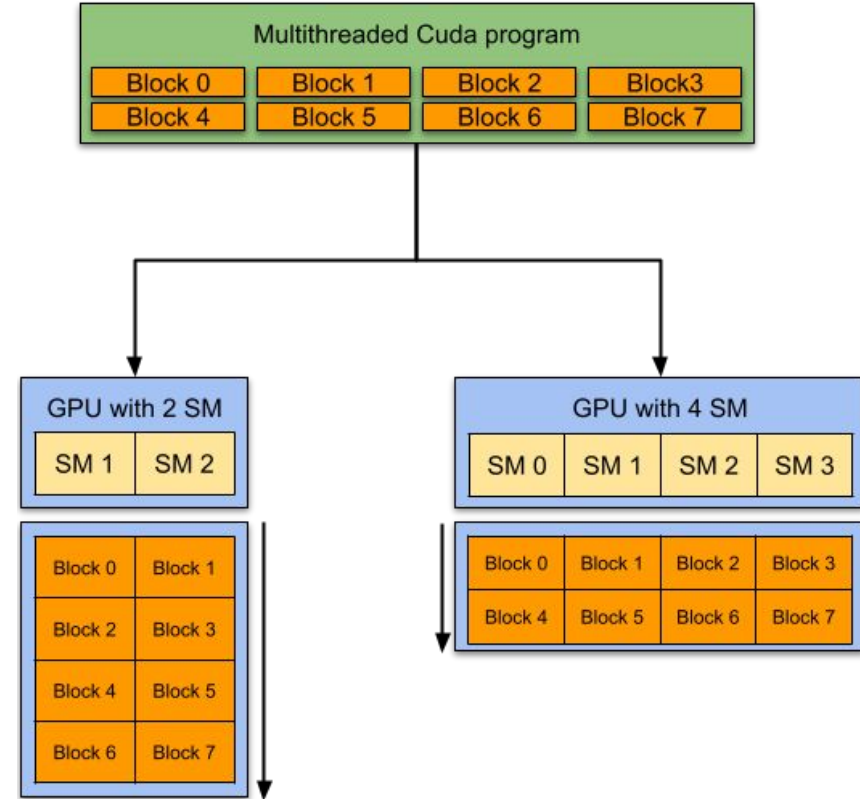 Multithreaded Cuda program
Block 0 Block 1 Block 2 Block3
Block 4 Block 5 Block 6 Block 7
GPU with 2 SM
SM 1 SM 2
Block 0 Block 1
Block 2 Block 3
Block 4 Block 5
Block 6 Block 7
GPU with 4 SM
SM 0 SM 1 SM 2 SM 3
Block 0 Block 1 Block 2 Block 3
Block 4 Block 5 Block 6 Block 7